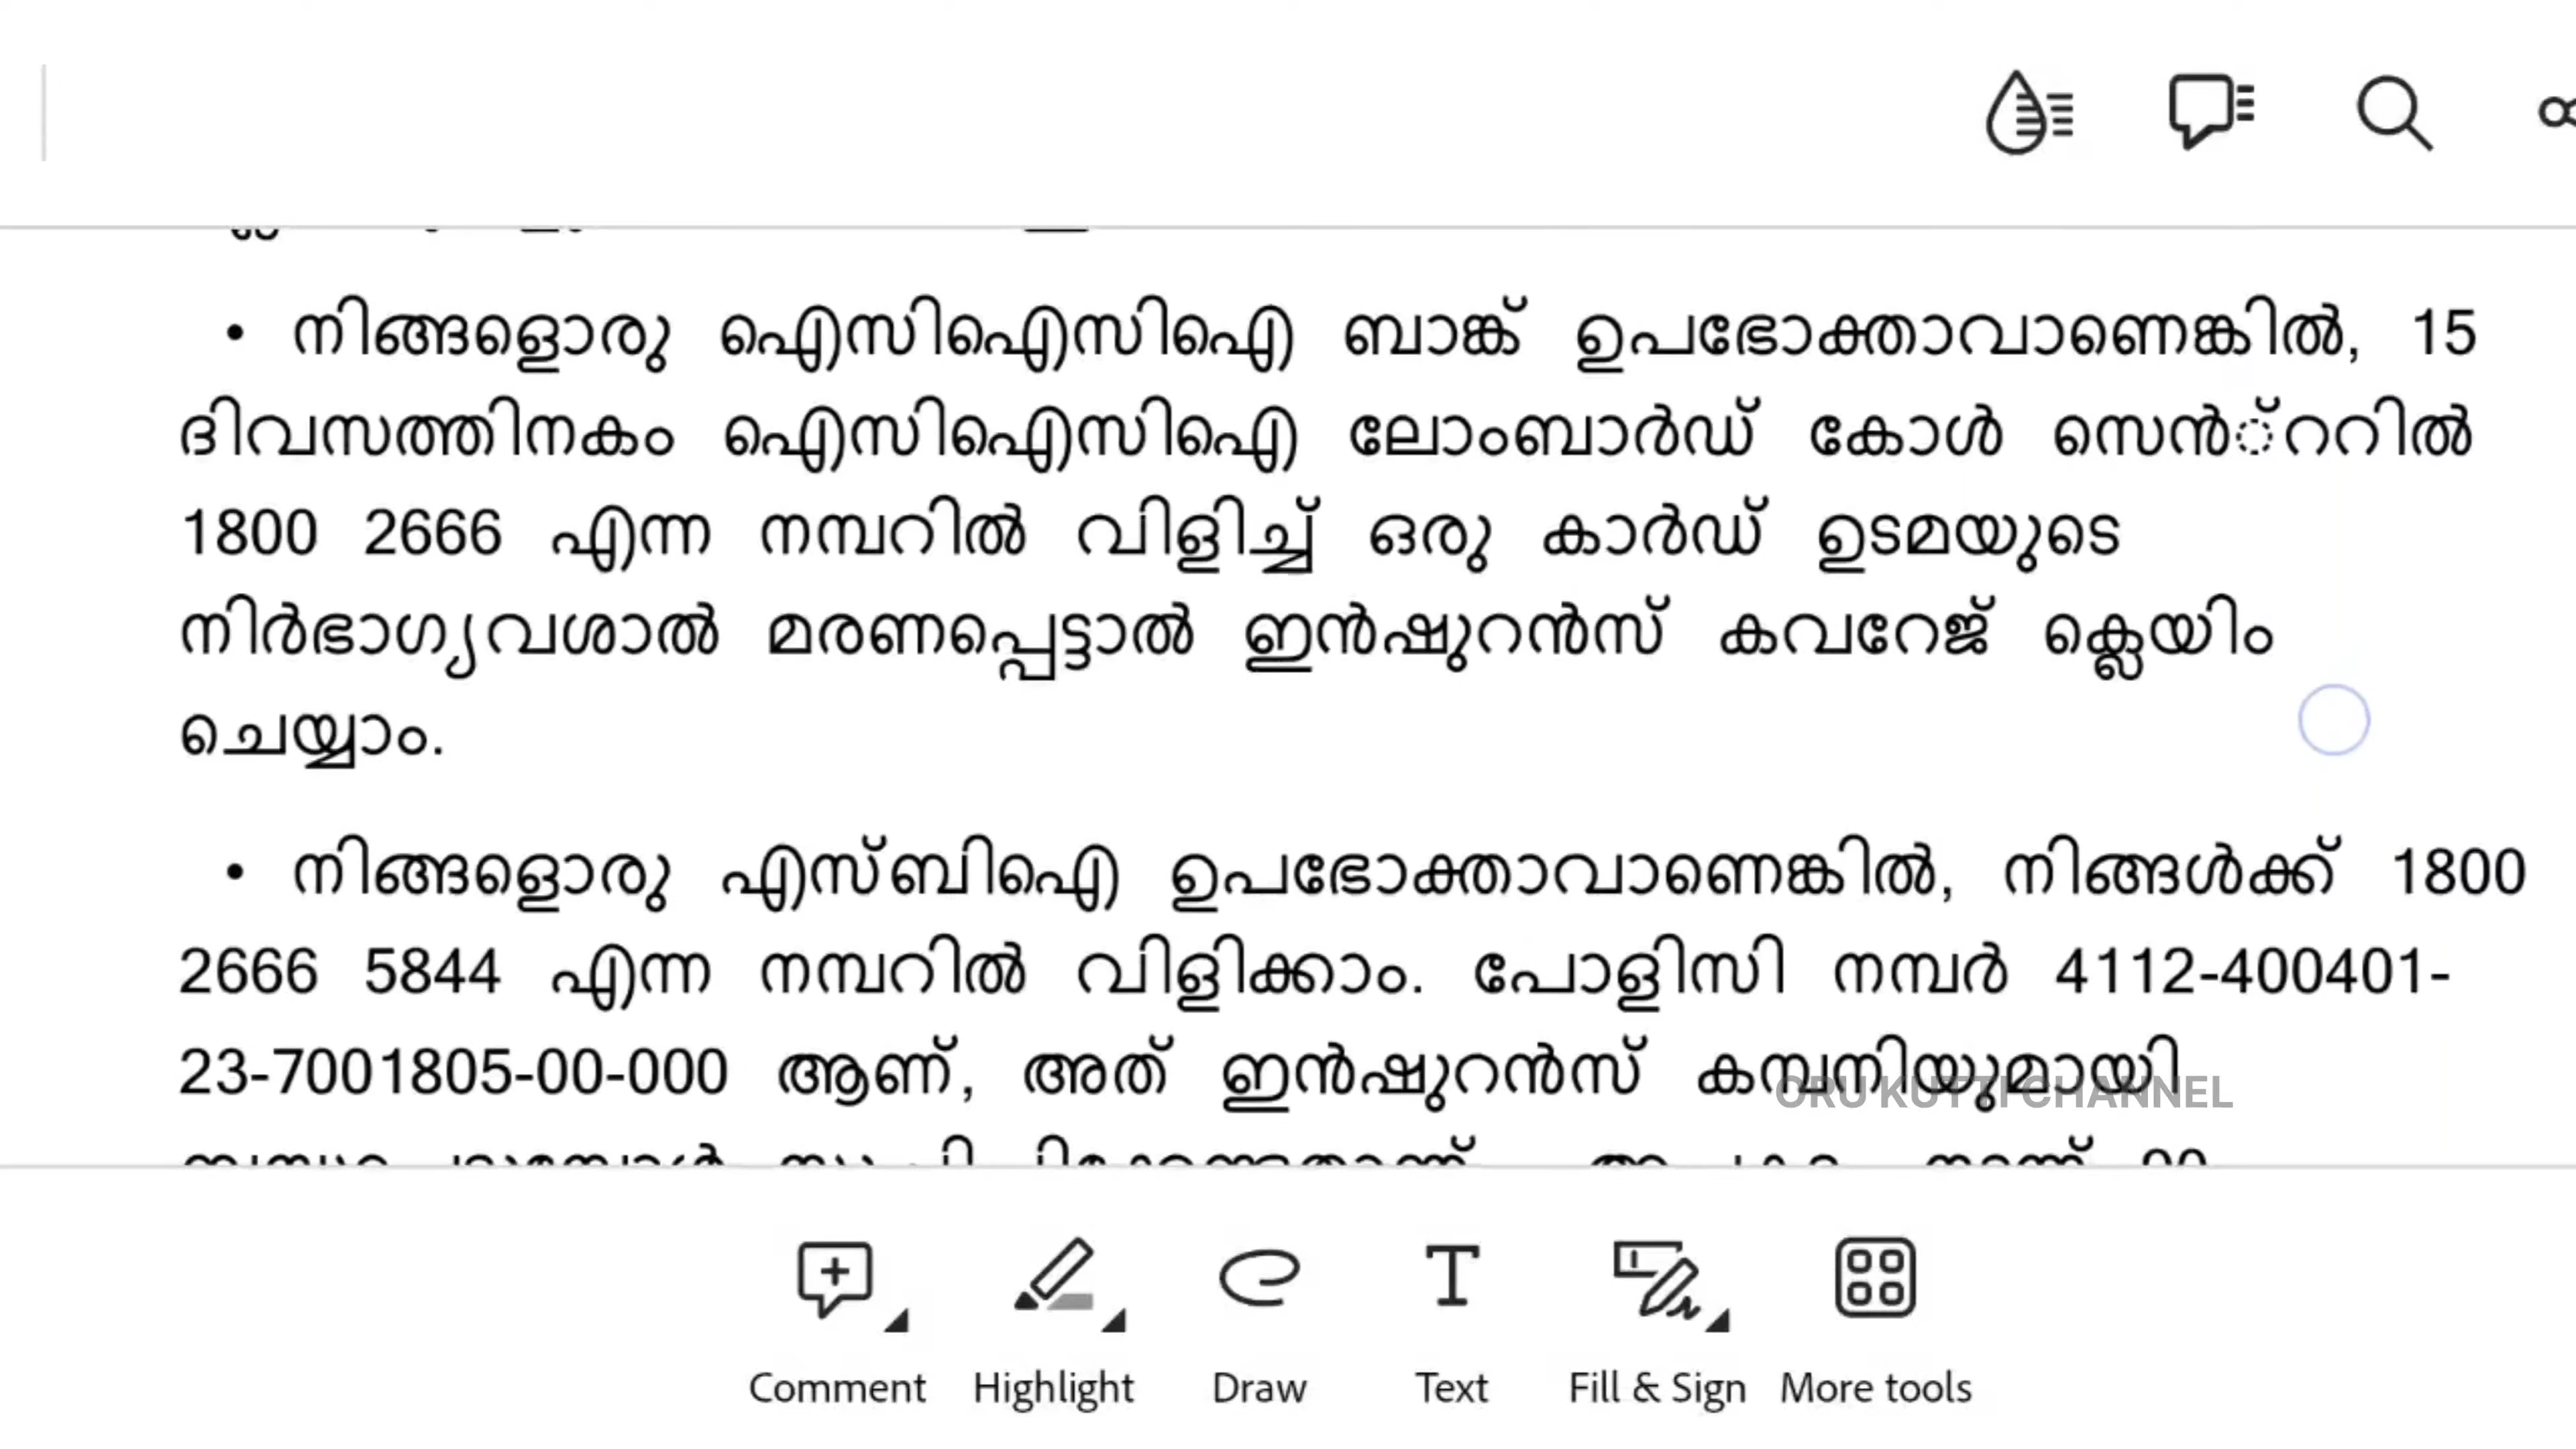 • നിങ്ങളൊരു ഐസിഐസിഐ ബാങ്ക് ഉപഭോക്താവാണെങ്കിൽ, 15
ദിവസത്തിനകം ഐസിഐസിഐ ലോംബാർഡ് കോൾ സെൻ്ററിൽ
1800 2666 എന്ന നമ്പറിൽ വിളിച്ച് ഒരു കാർഡ് ഉടമയുടെ
നിർഭാഗ്യവശാൽ മരണപ്പെട്ടാൽ ഇൻഷുറൻസ് കവറേജ് ക്ലെയിം
ചെയ്യാം.
• നിങ്ങളൊരു എസ്ബിഐ ഉപഭോക്താവാണെങ്കിൽ, നിങ്ങൾക്ക് 1800
2666 5844 എന്ന നമ്പറിൽ വിളിക്കാം. പോളിസി നമ്പർ 4112-400401-
23-7001805-00-000 ആണ്, അത് ഇൻഷുറൻസ് കമ്പനിയുമായി
ORU KUTTI CHANNEL
Comment Highlight Draw Text Fill & Sign More tools